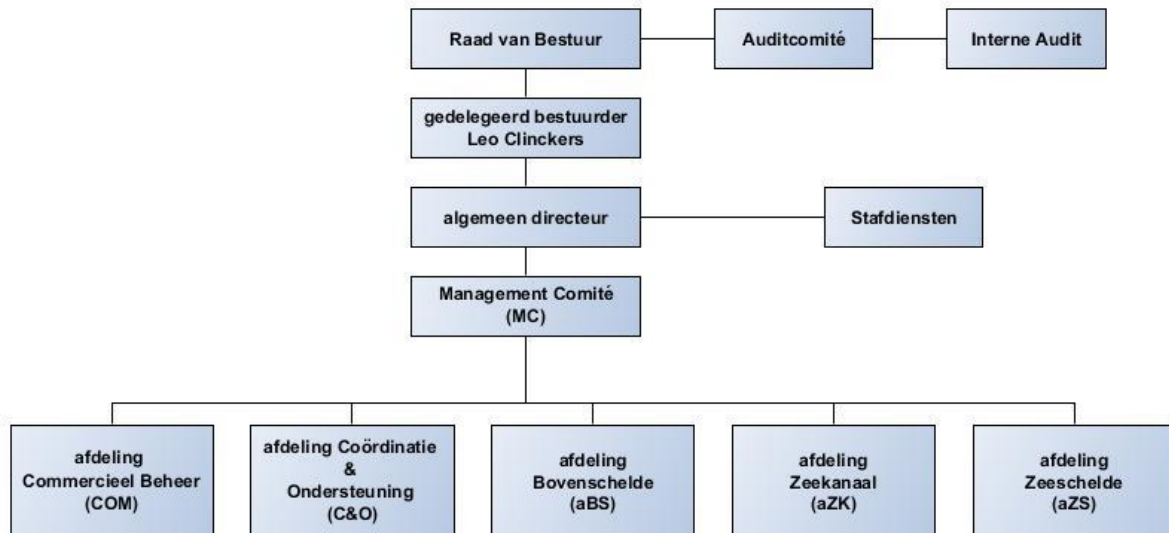 Raad van Bestuur
Auditcomité
Interne Audit
gedelegeerd bestuurder
Leo Clinckers
algemeen directeur
Stafdiensten
Management Comité
(MC)
afdeling
Commercieel Beheer
(COM)
afdeling Coördinatie
&
Ondersteuning
(C&O)
afdeling
Bovenschelde
(aBS)
afdeling
Zeekanaal
(aZK)
afdeling
Zeeschelde
(aZS)